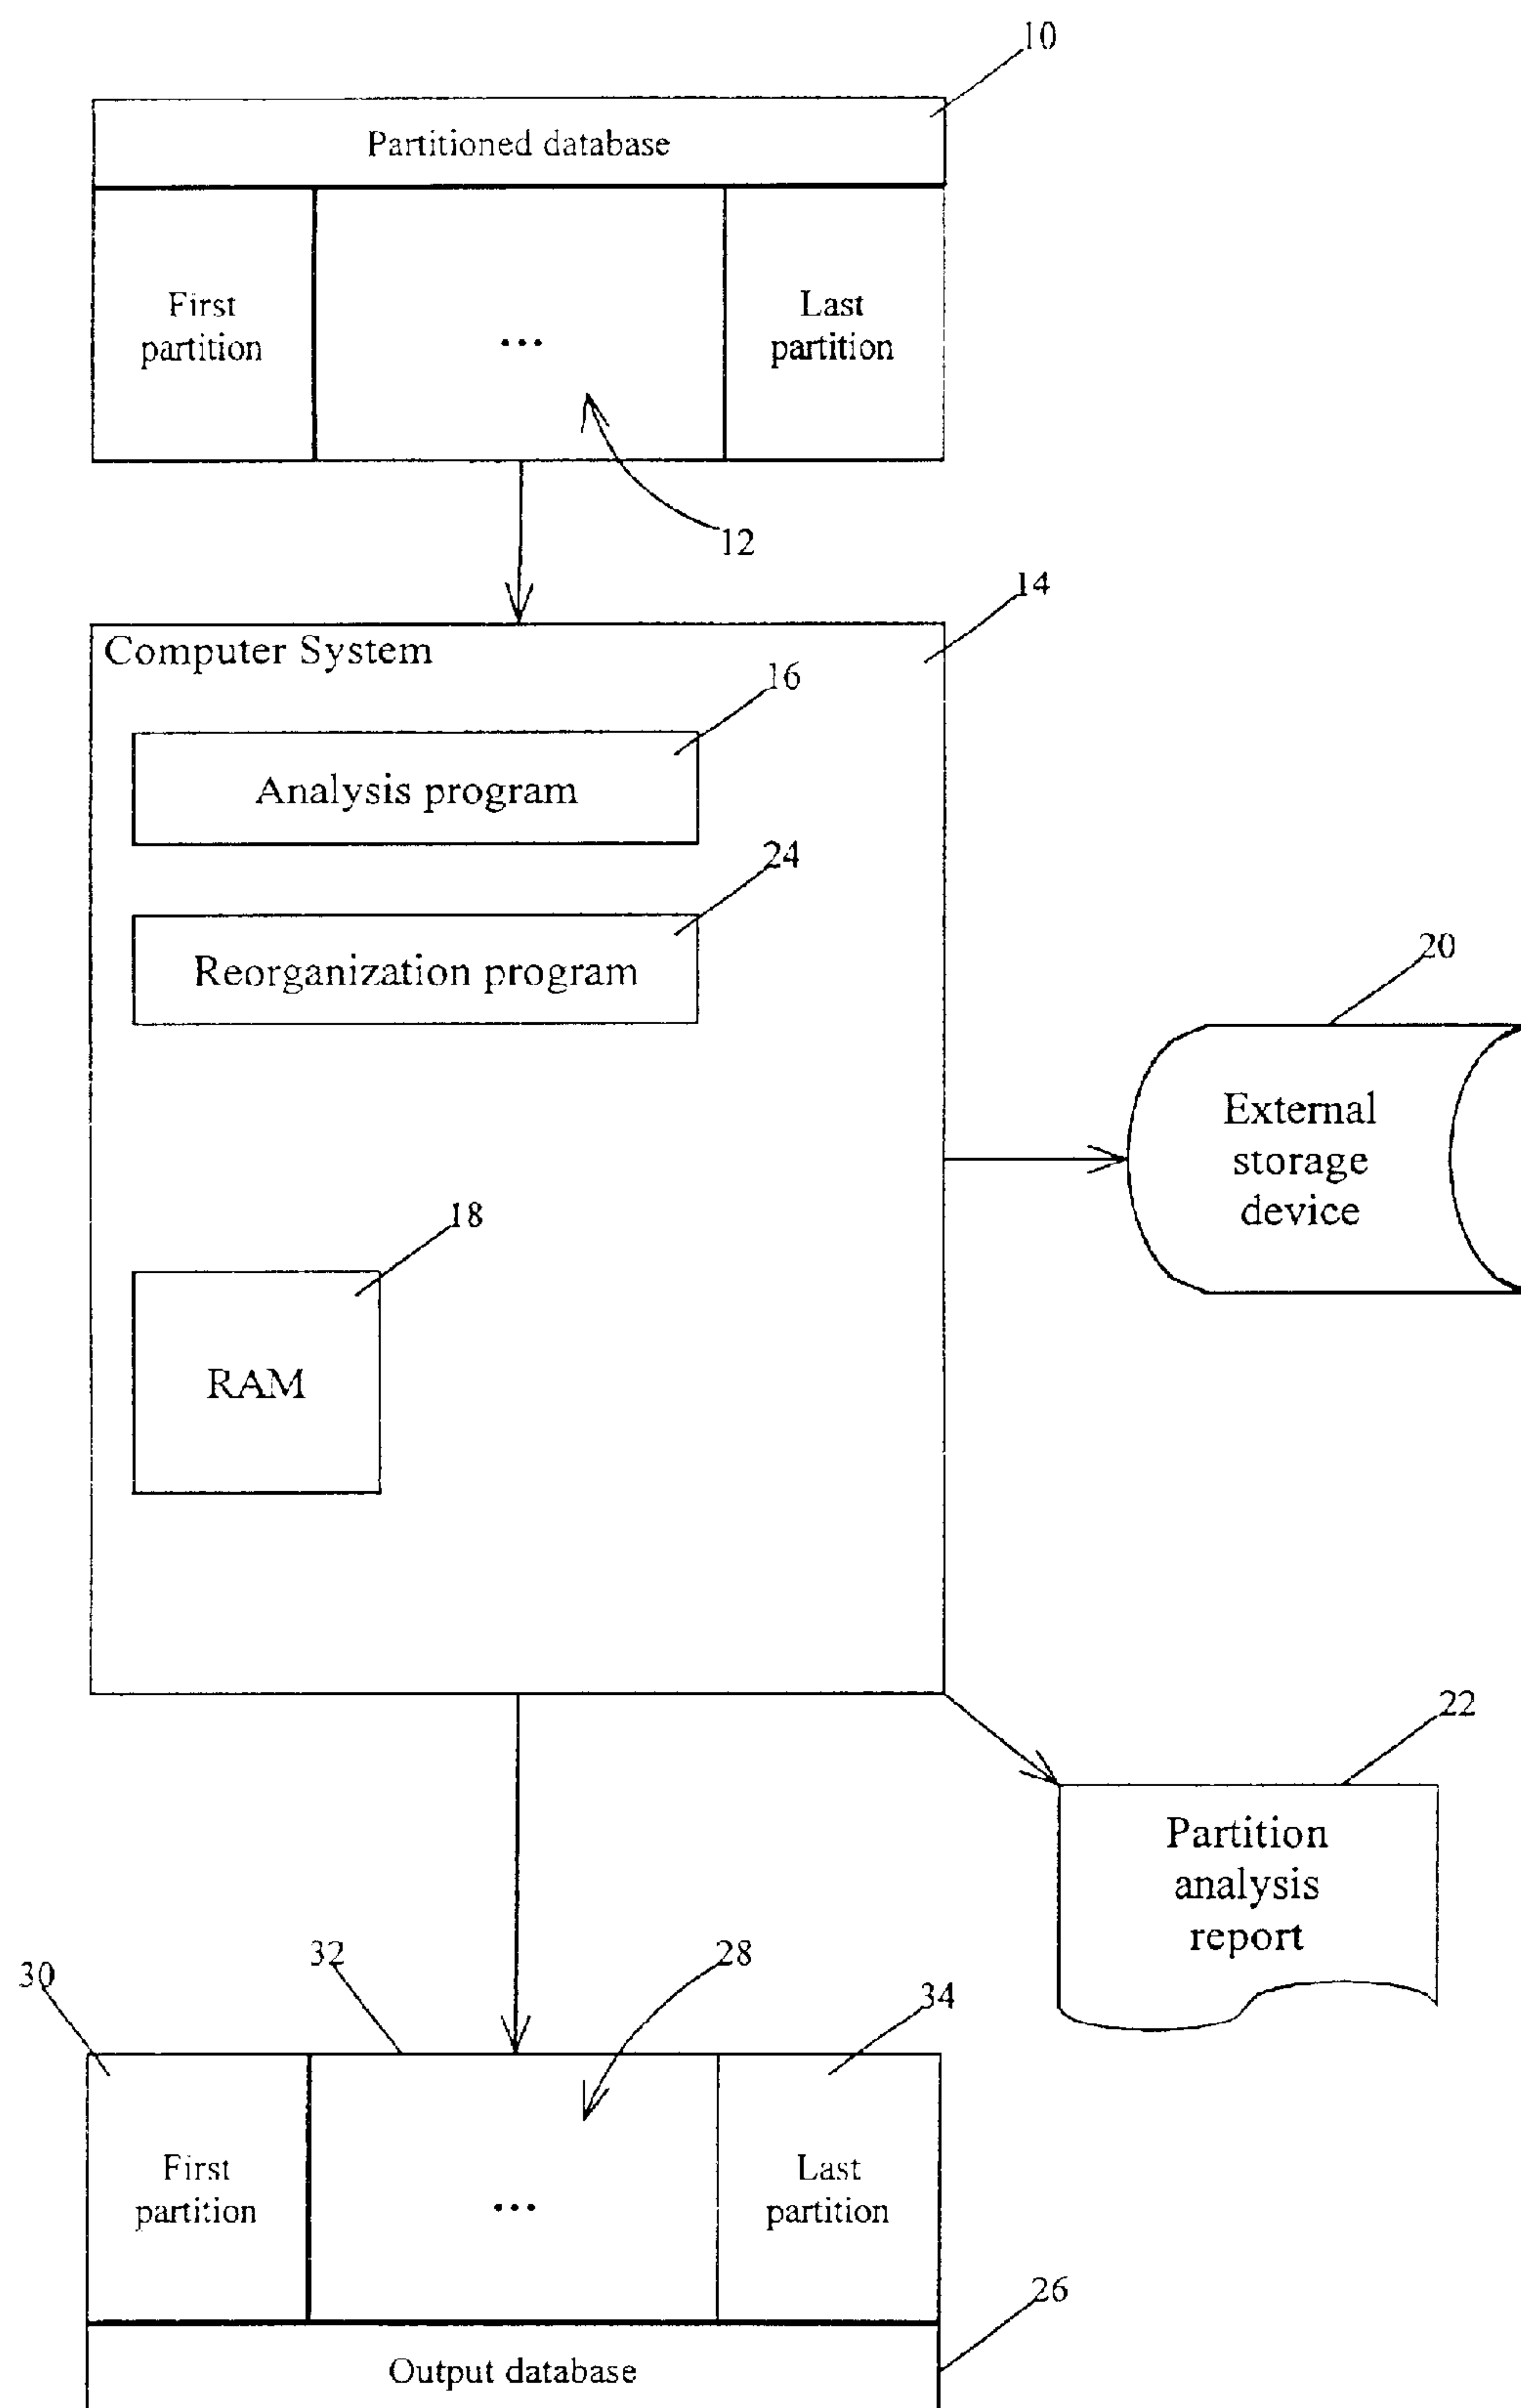 10
Partitioned database
First
partition
...
Last
partition
12
14
Computer System
16
Analysis program
24
Reorganization program
20
External
storage
device
18
RAM
22
Partition
analysis
report
30
32
28
34
First
partition
...
Last
partition
26
Output database